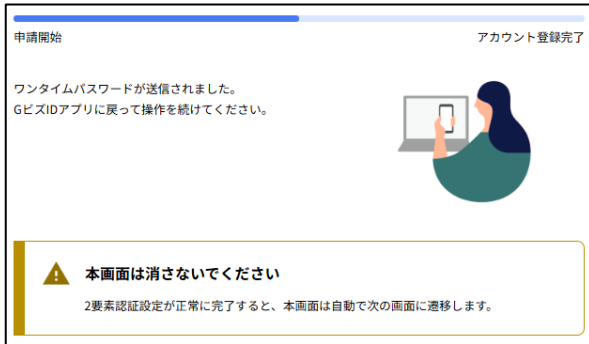 申請開始
アカウント登録完了
ワンタイムパスワードが送信されました。
GビズIDアプリに戻って操作を続けてください。
本画面は消さないでください
2要素認証設定が正常に完了すると、本画面は自動で次の画面に遷移します。